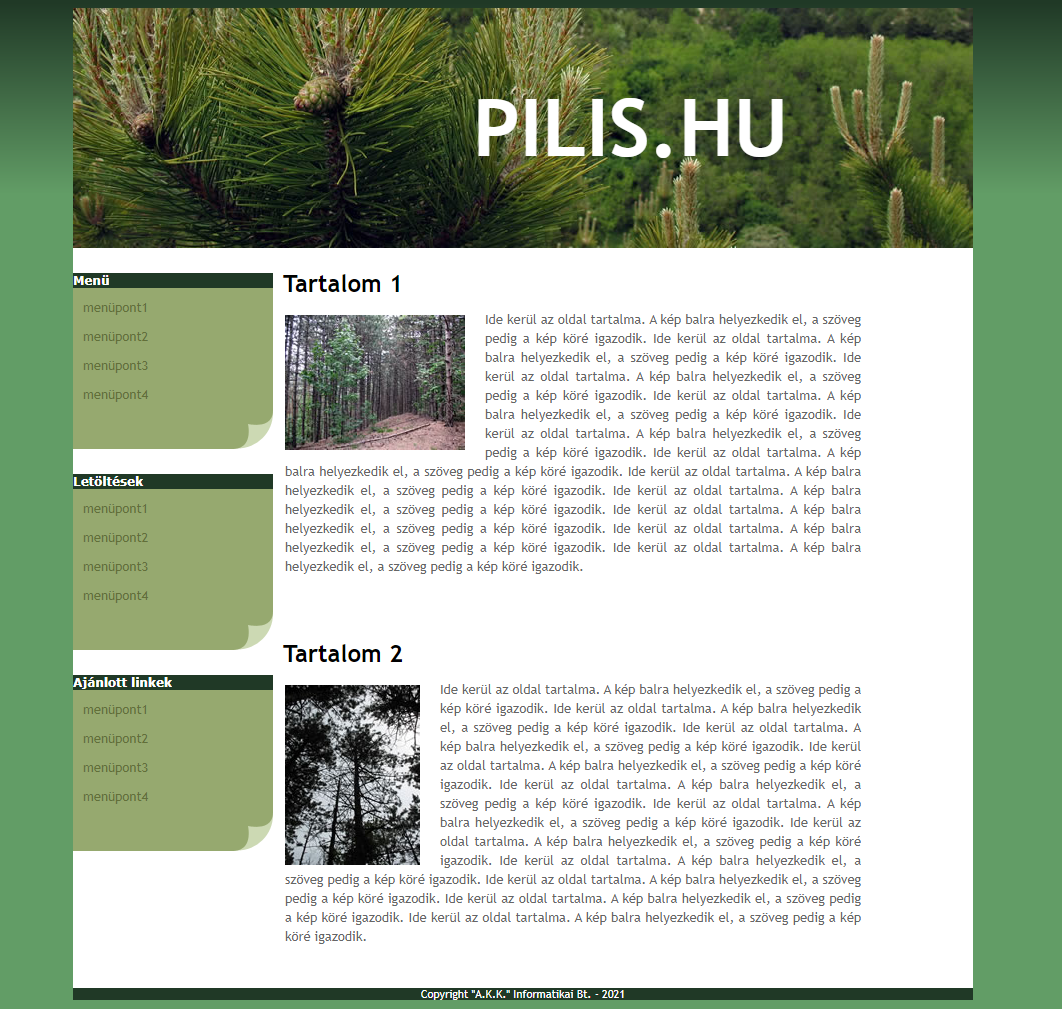 PILIS.HU
Menü
menüpont1
menüpont2
menüpont3
menüpont4
Letöltések
menüpont1
menüpont2
menüpont3
menüpont4
Ajánlott linkek
menüpont1
menüpont2
menüpont3
menüpont4
Tartalom 1
Ide kerül az oldal tartalma. A kép balra helyezkedik el, a szöveg
pedig a kép köré igazodik. Ide kerül az oldal tartalma. A kép
balra helyezkedik el, a szöveg pedig a kép köré igazodik. Ide
kerül az oldal tartalma. A kép balra helyezkedik el, a szöveg
pedig a kép köré igazodik. Ide kerül az oldal tartalma. A kép
balra helyezkedik el, a szöveg pedig a kép köré igazodik. Ide
kerül az oldal tartalma. A kép balra helyezkedik el, a szöveg
pedig a kép köré igazodik. Ide kerül az oldal tartalma. A kép
balra helyezkedik el, a szöveg pedig a kép köré igazodik. Ide kerül az oldal tartalma. A kép balra
helyezkedik el, a szöveg pedig a kép köré igazodik. Ide kerül az oldal tartalma. A kép balra
helyezkedik el, a szöveg pedig a kép köré igazodik. Ide kerül az oldal tartalma. A kép balra
helyezkedik el, a szöveg pedig a kép köré igazodik. Ide kerül az oldal tartalma. A kép balra
helyezkedik el, a szöveg pedig a kép köré igazodik. Ide kerül az oldal tartalma. A kép balra
helyezkedik el, a szöveg pedig a kép köré igazodik.
Tartalom 2
Ide kerül az oldal tartalma. A kép balra helyezkedik el, a szöveg pedig a
kép köré igazodik. Ide kerül az oldal tartalma. A kép balra helyezkedik
el, a szöveg pedig a kép köré igazodik. Ide kerül az oldal tartalma. A
kép balra helyezkedik el, a szöveg pedig a kép köré igazodik. Ide kerül
az oldal tartalma. A kép balra helyezkedik el, a szöveg pedig a kép köré
igazodik. Ide kerül az oldal tartalma. A kép balra helyezkedik el, a
szöveg pedig a kép köré igazodik. Ide kerül az oldal tartalma. A kép
balra helyezkedik el, a szöveg pedig a kép köré igazodik. Ide kerül az
oldal tartalma. A kép balra helyezkedik el, a szöveg pedig a kép köré
igazodik. Ide kerül az oldal tartalma. A kép balra helyezkedik el, a
szöveg pedig a kép köré igazodik. Ide kerül az oldal tartalma. A kép balra helyezkedik el, a szöveg
pedig a kép köré igazodik. Ide kerül az oldal tartalma. A kép balra helyezkedik el, a szöveg pedig
a kép köré igazodik. Ide kerül az oldal tartalma. A kép balra helyezkedik el, a szöveg pedig a kép
köré igazodik.
Copyright "A.K.K." Informatikai Bt. - 2021